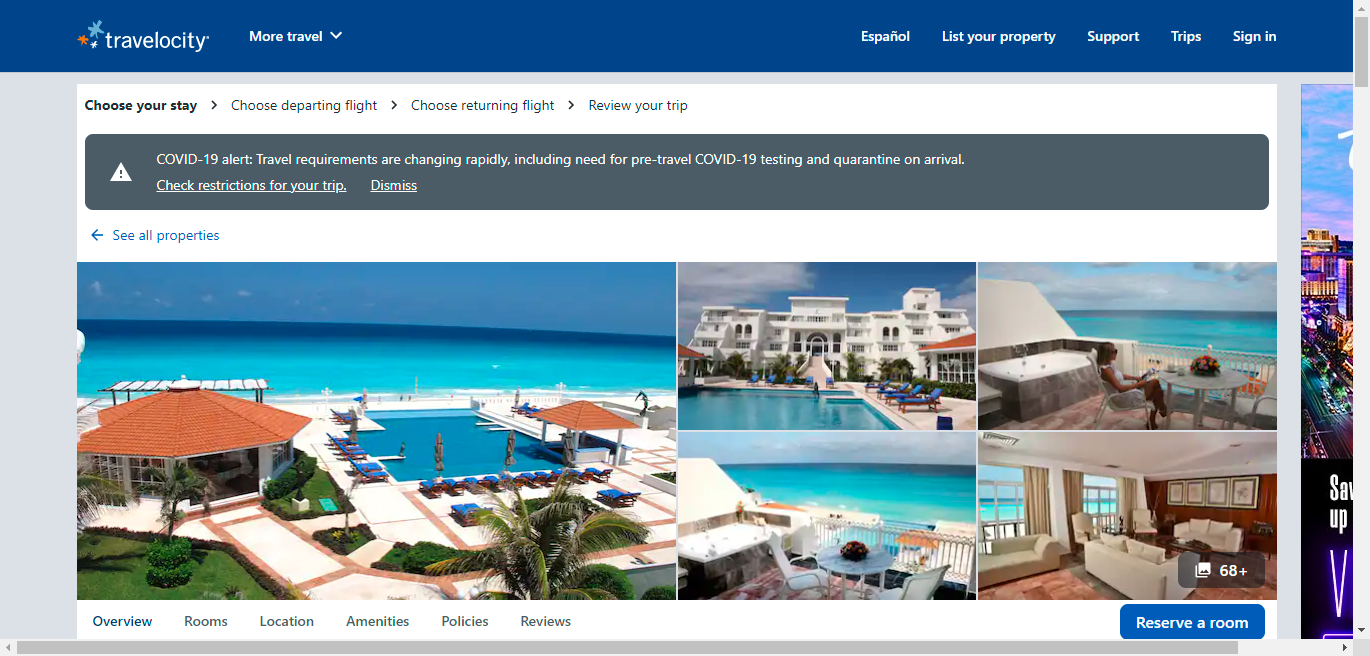 travelocity
More travel
Español
List your property
Support
Trips
Sign in
Choose your stay
Choose departing flight
Choose returning flight
Review your trip
COVID-19 alert: Travel requirements are changing rapidly, including need for pre-travel COVID-19 testing and quarantine on arrival.
Check restrictions for your trip.
Dismiss
See all properties
68+
Overview
Rooms
Location
Amenities
Policies
Reviews
Reserve a room
up